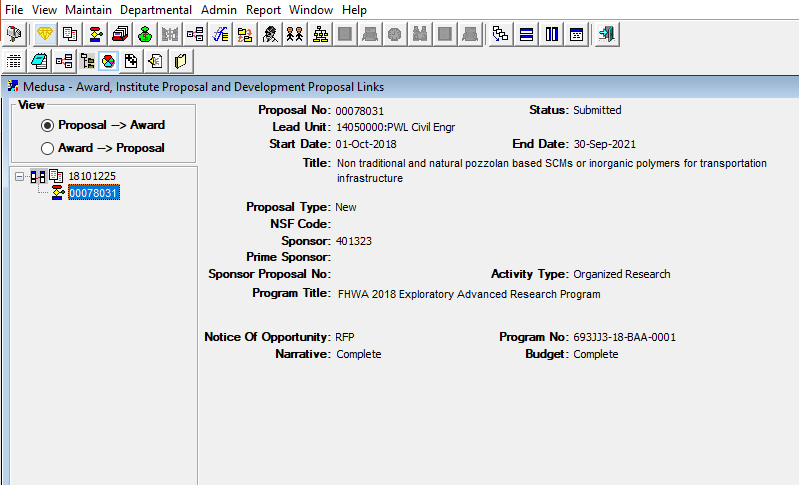 File View Maintain Departmental Admin Report Window Help
Medusa - Award, Institute Proposal and Development Proposal Links
View
Proposal --> Award
Award --> Proposal
18101225
00078031
Proposal No: 00078031 Status: Submitted
Lead Unit: 14050000:PWL Civil Engr
Start Date: 01-Oct-2018 End Date: 30-Sep-2021
Title: Non traditional and natural pozzolan based SCMs or inorganic polymers for transportation
infrastructure
Proposal Type: New
NSF Code:
Sponsor: 401323
Prime Sponsor:
Sponsor Proposal No: Activity Type: Organized Research
Program Title: FHWA 2018 Exploratory Advanced Research Program
Notice Of Opportunity: RFP Program No: 693JJ3-18-BAA-0001
Narrative: Complete Budget: Complete